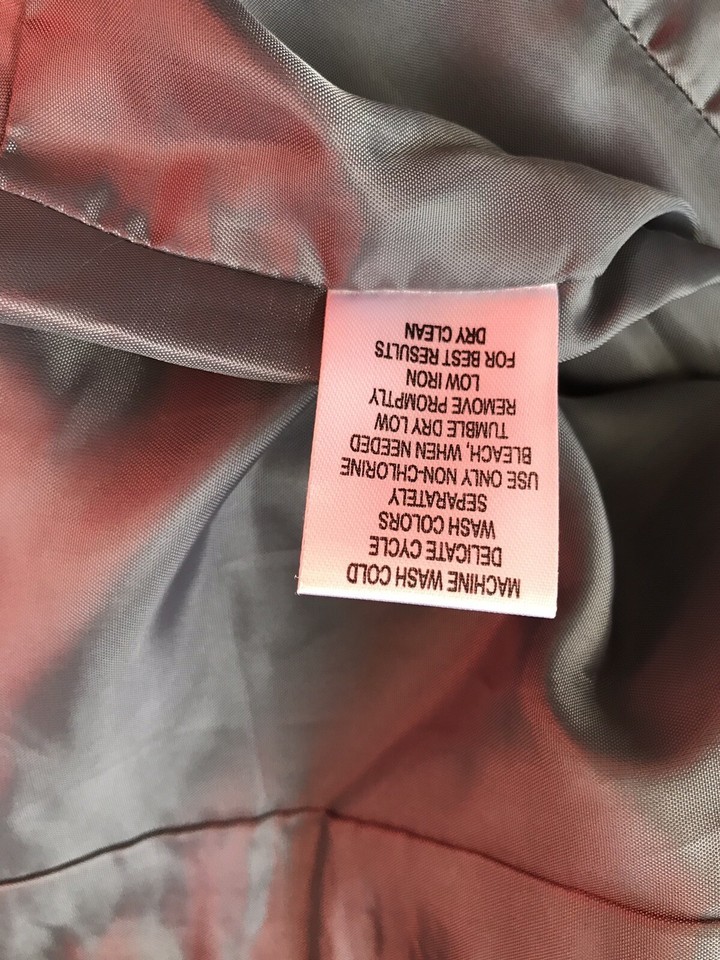 MACHINE WASH COLD
DELICATE CYCLE
WASH COLORS
SEPARATELY
USE ONLY NON-CHLORINE
BLEACH, WHEN NEEDED
TUMBLE DRY LOW
REMOVE PROMPTLY
LOW IRON
FOR BEST RESULTS
DRY CLEAN